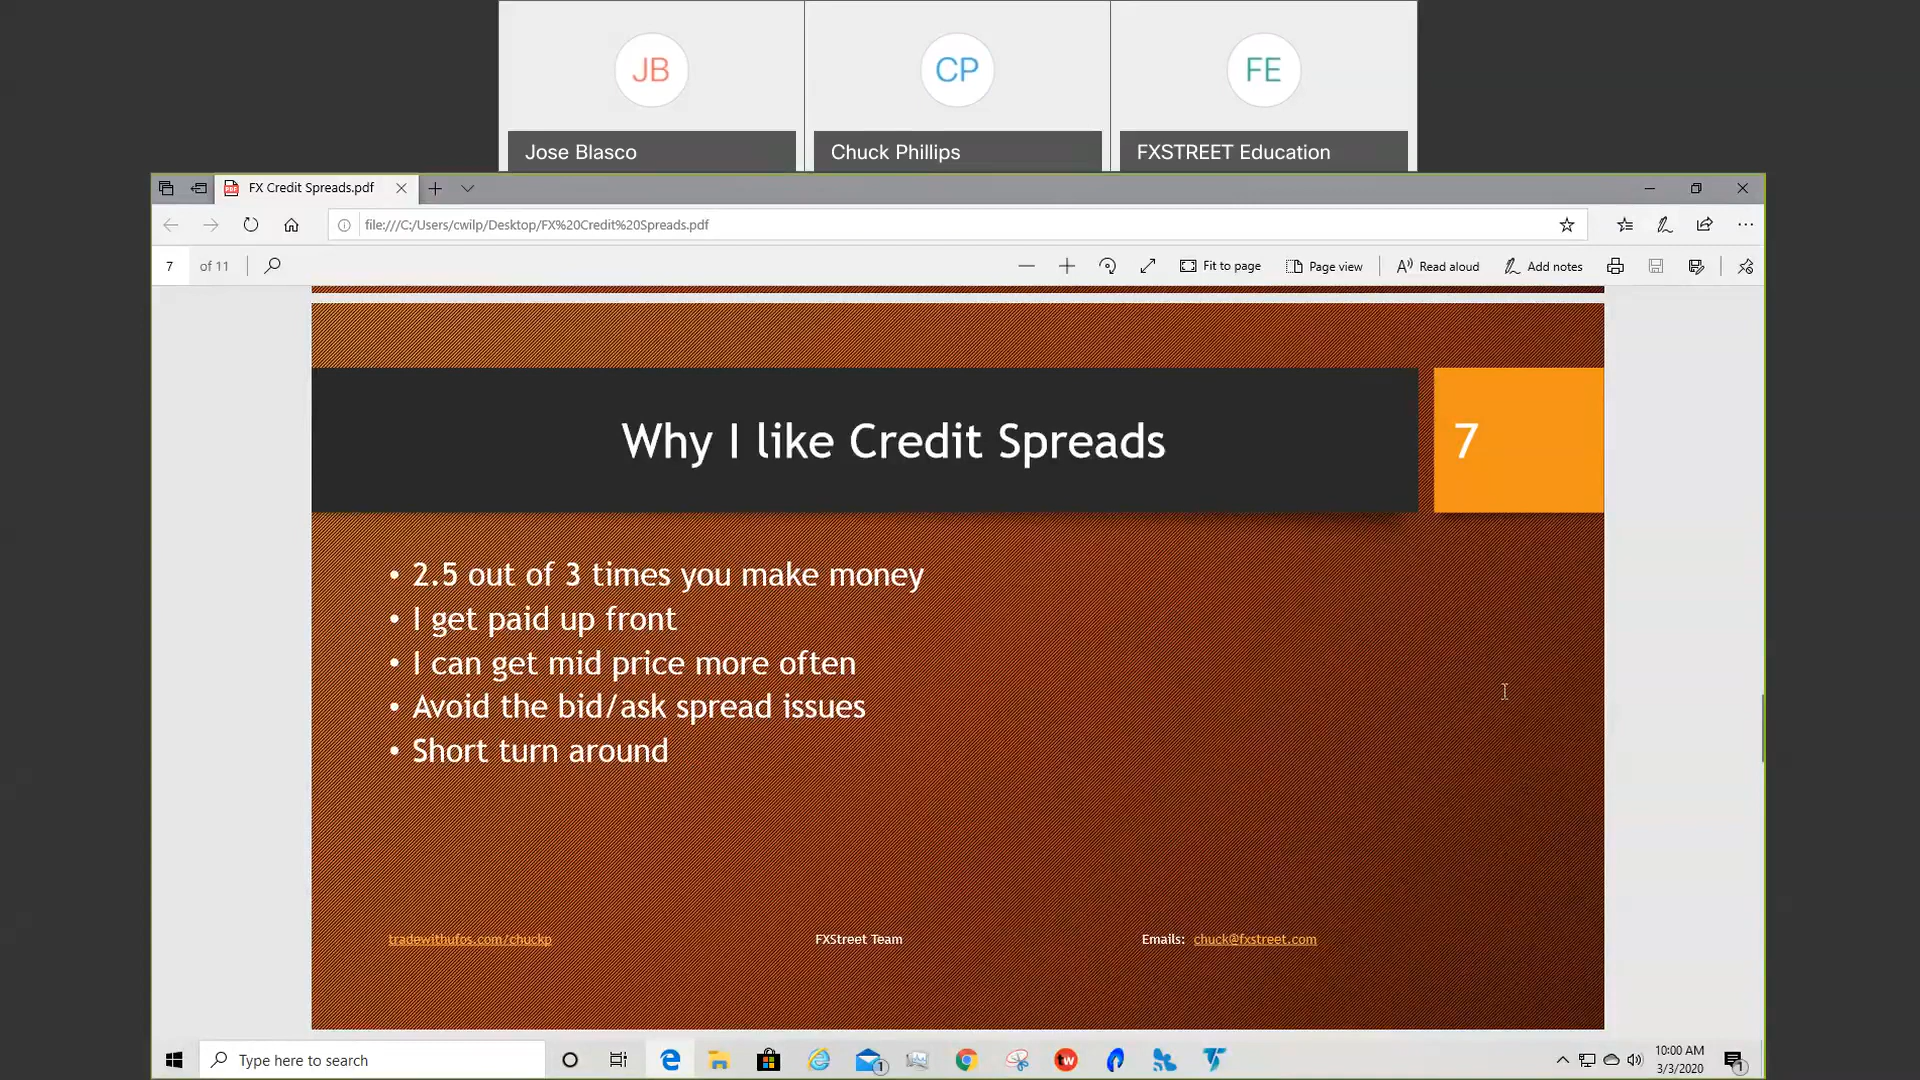 JB
CP
FE
Jose Blasco
Chuck Phillips
FXSTREET Education
FX Credit Spreads.pdf
file:///C:/Users/cwilp/Desktop/FX%20Credit%20Spreads.pdf
7 of 11
Fit to page
Page view
Read aloud
Add notes
Why I like Credit Spreads
7
• 2.5 out of 3 times you make money
• I get paid up front
• I can get mid price more often
• Avoid the bid/ask spread issues
• Short turn around
tradewithufos.com/chuckp
FXStreet Team
Emails: chuck@fxstreet.com
Type here to search
1
tw
10:00 AM
3/3/2020
1